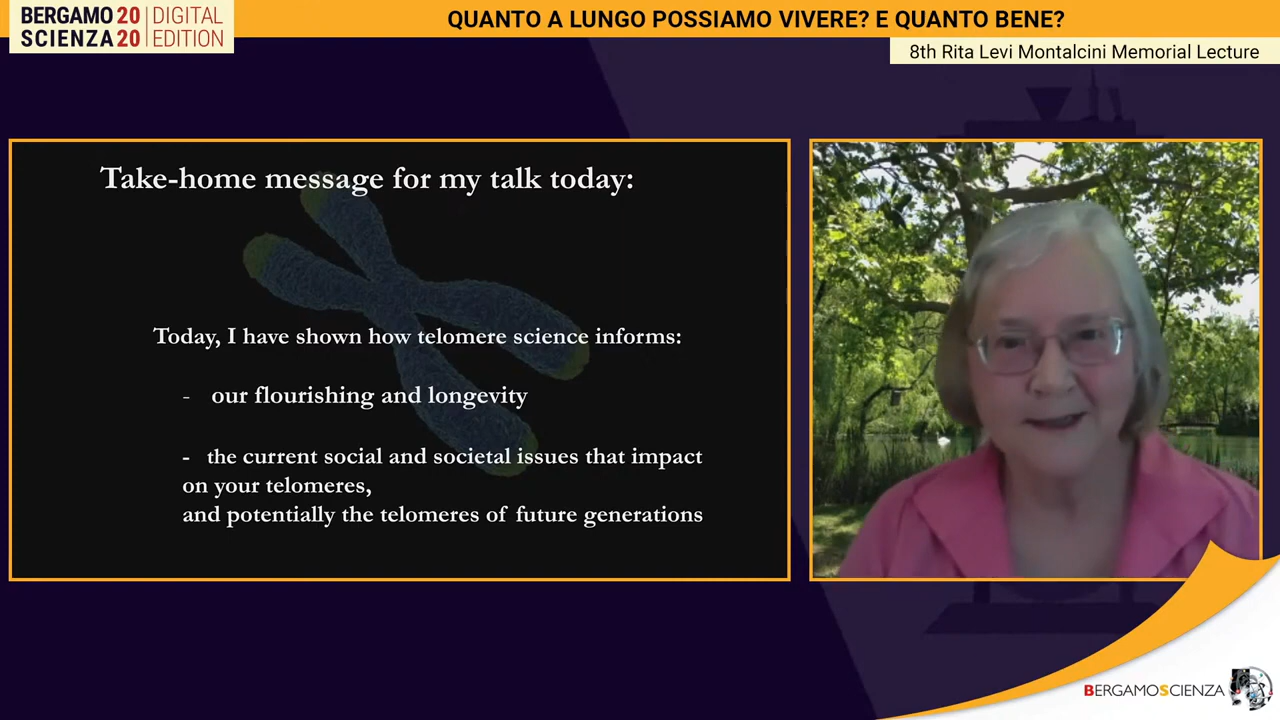 BERGAMO 20 DIGITAL
SCIENZA 20 EDITION
QUANTO A LUNGO POSSIAMO VIVERE? E QUANTO BENE?
8th Rita Levi Montalcini Memorial Lecture
Take-home message for my talk today:
Today, I have shown how telomere science informs:
- our flourishing and longevity
- the current social and societal issues that impact
on your telomeres,
and potentially the telomeres of future generations
BERGAMOSCIENZA